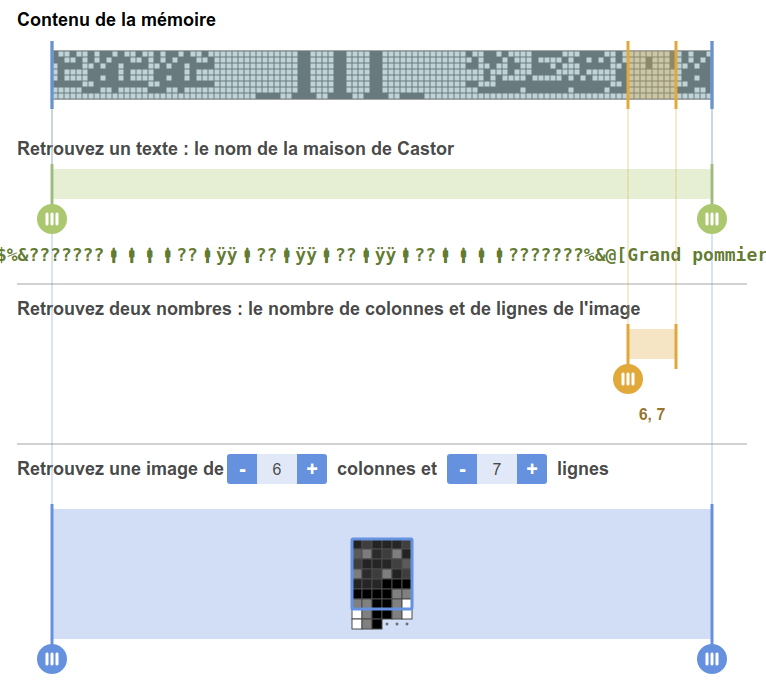 Contenu de la mémoire
Retrouvez un texte : le nom de la maison de Castor
$%&???????⧫⧫⧫⧫??⧫ÿÿ⧫??⧫ÿÿ⧫??⧫ÿÿ⧫??⧫⧫⧫⧫???????%&@[Grand pommier
Retrouvez deux nombres : le nombre de colonnes et de lignes de l'image
6, 7
Retrouvez une image de - 6 + colonnes et - 7 + lignes